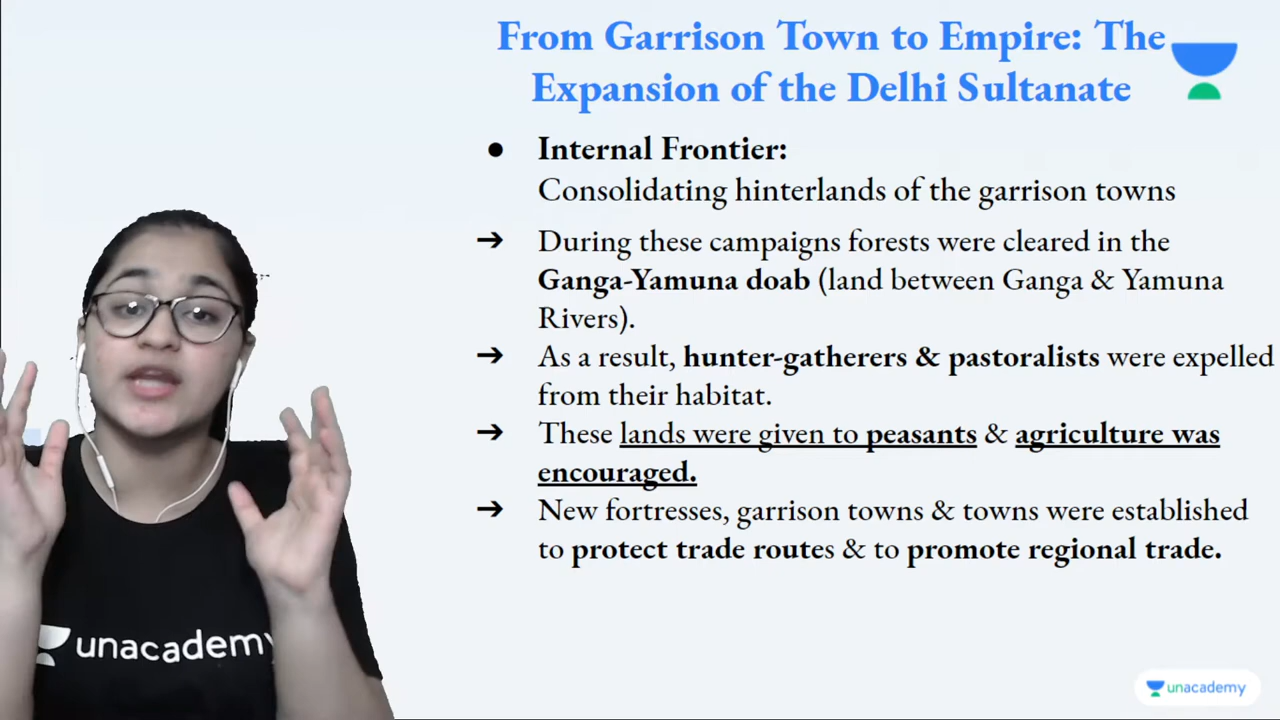 From Garrison Town to Empire: The
Expansion of the Delhi Sultanate
● Internal Frontier:
Consolidating hinterlands of the garrison towns
➔ During these campaigns forests were cleared in the
Ganga-Yamuna doab (land between Ganga & Yamuna
Rivers).
➔ As a result, hunter-gatherers & pastoralists were expelled
from their habitat.
➔ These lands were given to peasants & agriculture was
encouraged.
➔ New fortresses, garrison towns & towns were established
to protect trade routes & to promote regional trade.
unacademy
unacademy